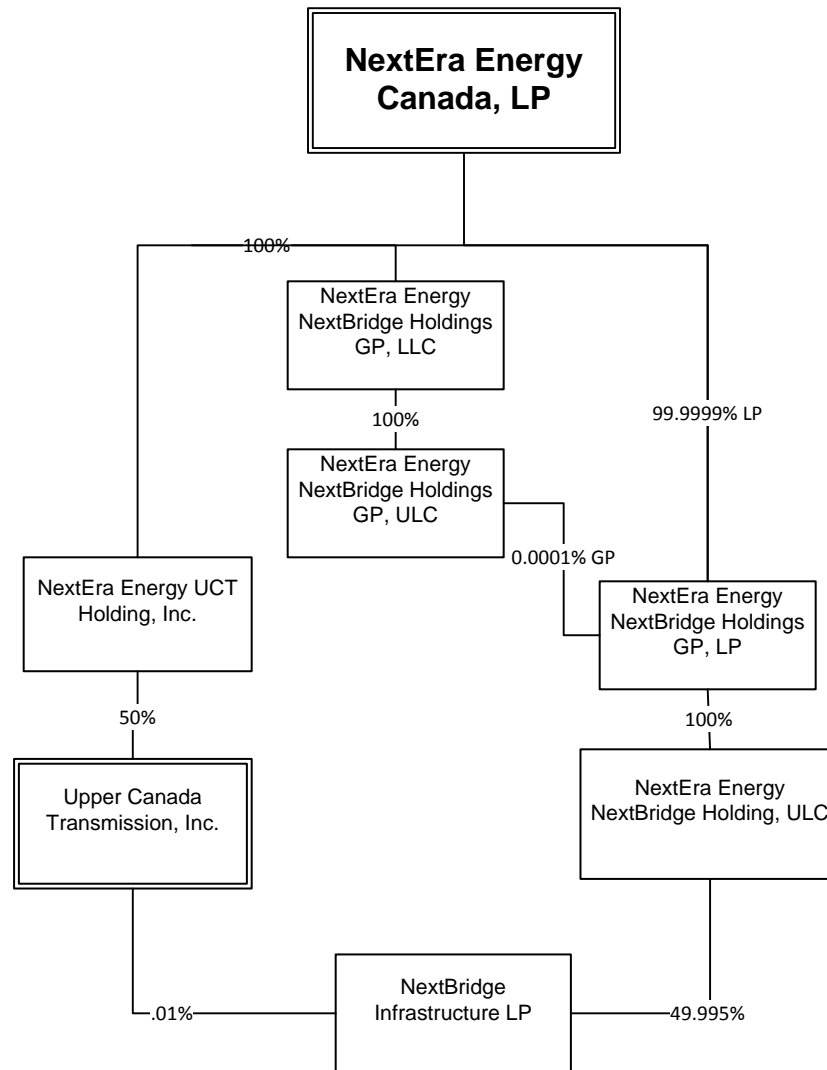 NextEra Energy
Canada, LP
100%
NextEra Energy
NextBridge Holdings
GP, LLC
100%
99.9999% LP
NextEra Energy
NextBridge Holdings
GP, ULC
0.0001% GP
NextEra Energy UCT
Holding, Inc.
NextEra Energy
NextBridge Holdings
GP, LP
50%
100%
Upper Canada
Transmission, Inc.
NextEra Energy
NextBridge Holding, ULC
NextBridge
Infrastructure LP
.01%
49.995%